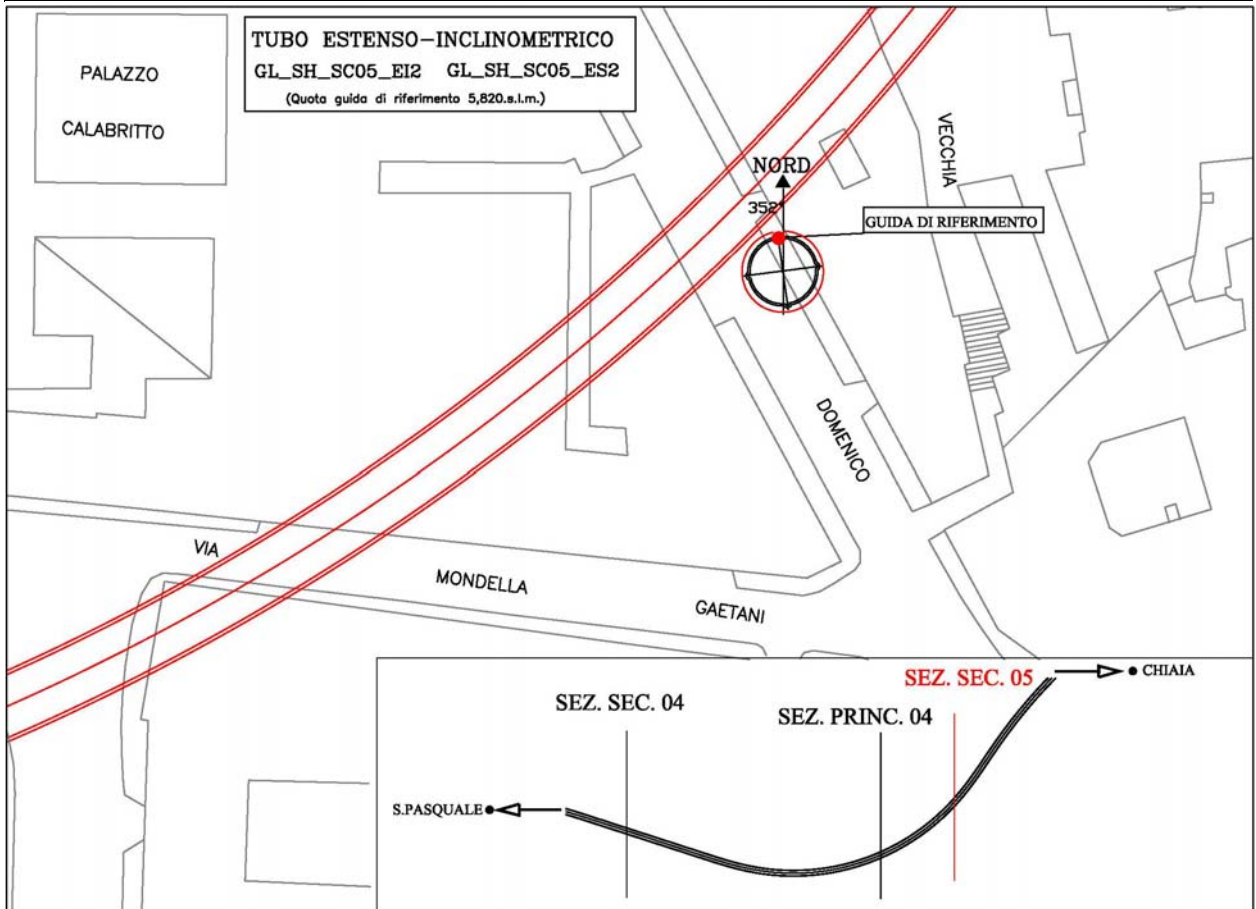 TUBO ESTENSO-INCLINOMETRICO
GL_SH_SC05_EI2 GL_SH_SC05_ES2
(Quota guida di riferimento 5,820.s.l.m.)
PALAZZO
CALABRITTO
VECCHIA
NORD
352°
GUIDA DI RIFERIMENTO
DOMENICO
VIA
MONDELLA
GAETANI
SEZ. SEC. 05
CHIAIA
SEZ. SEC. 04
SEZ. PRINC. 04
S.PASQUALE